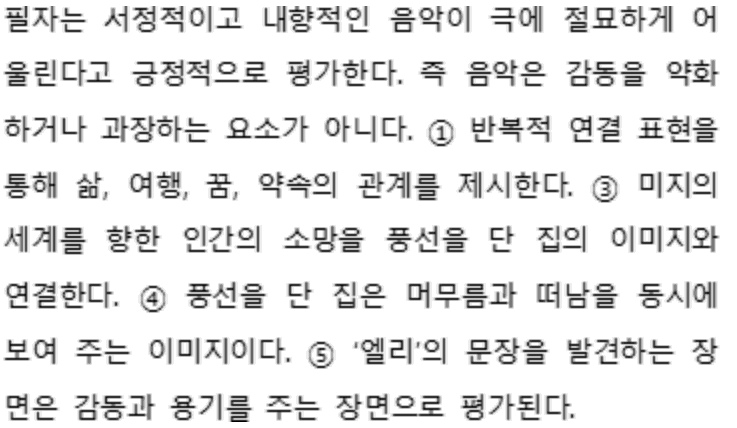 필자는 서정적이고 내향적인 음악이 극에 절묘하게 어
울린다고 긍정적으로 평가한다. 즉 음악은 감동을 약화
하거나 과장하는 요소가 아니다. ① 반복적 연결 표현을
통해 삶, 여행, 꿈, 약속의 관계를 제시한다. ③ 미지의
세계를 향한 인간의 소망을 풍선을 단 집의 이미지와
연결한다. ④ 풍선을 단 집은 머무름과 떠남을 동시에
보여 주는 이미지이다. ⑤ ‘엘리’의 문장을 발견하는 장
면은 감동과 용기를 주는 장면으로 평가된다.